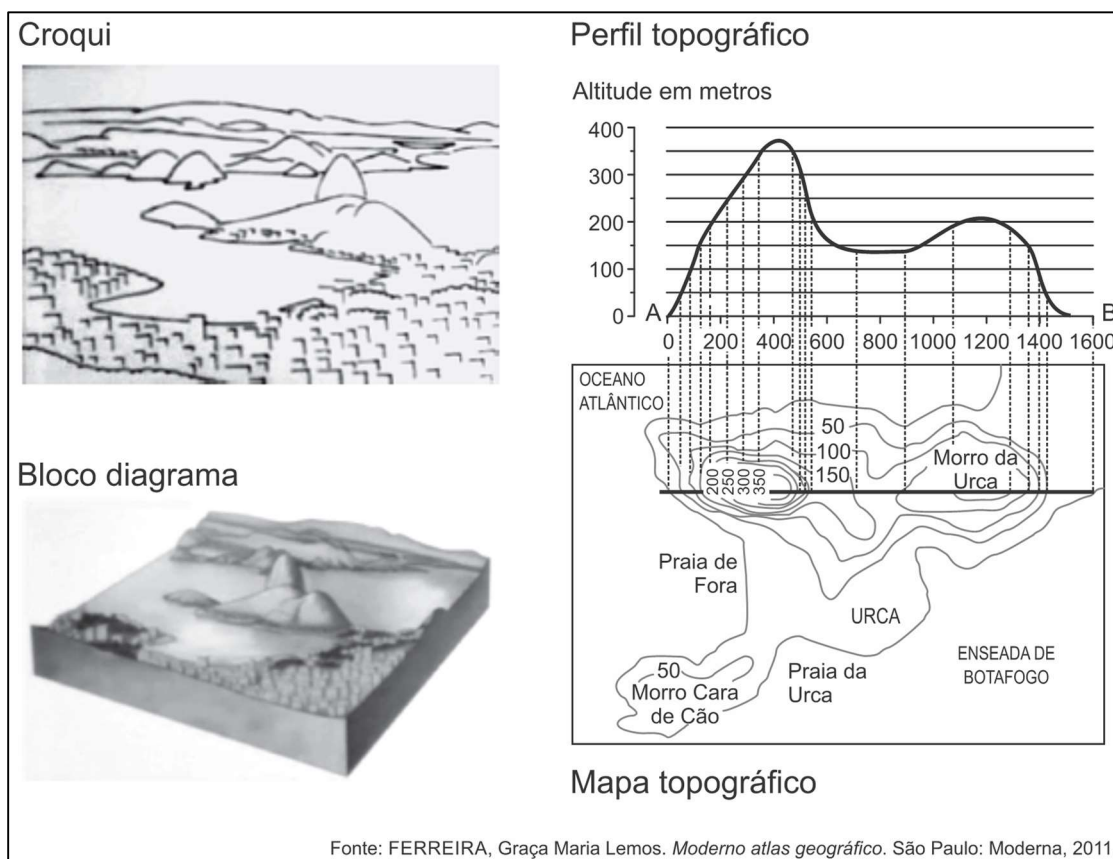 Croqui
Perfil topográfico
Altitude em metros
400
300
200
100
0
A
B
0 200 400 600 800 1000 1200 1400 1600
OCEANO
ATLÂNTICO
50
100
150
200 250 300 350
Morro da
Urca
Bloco diagrama
Praia de
Fora
URCA
ENSEADA DE
BOTAFOGO
50
Morro Cara
de Cão
Praia da
Urca
Mapa topográfico
Fonte: FERREIRA, Graça Maria Lemos. Moderno atlas geográfico. São Paulo: Moderna, 2011